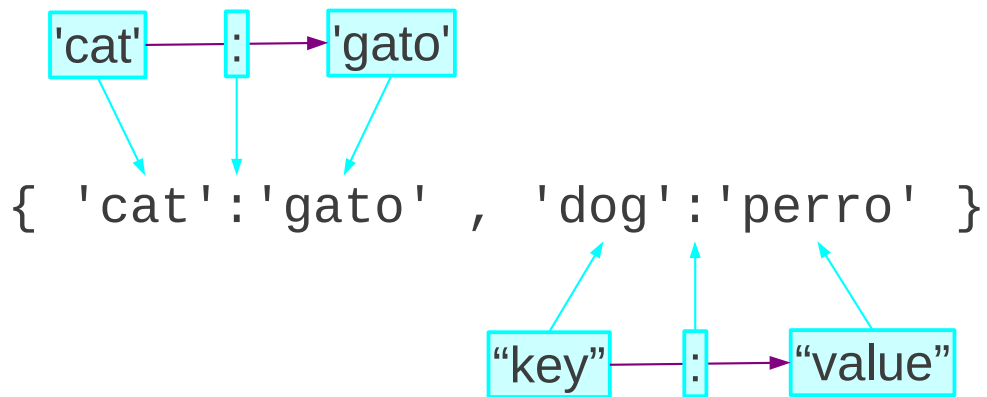 'cat' : 'gato'
{ 'cat':'gato' , 'dog':'perro' }
“key” : “value”